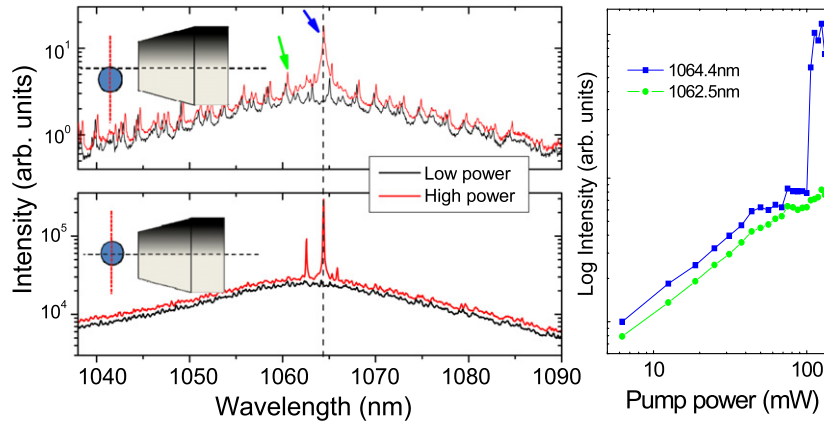 10¹
10⁰
Low power
High power
10⁵
10⁴
Intensity (arb. units)
1040 1050 1060 1070 1080 1090
Wavelength (nm)
1064.4nm
1062.5nm
Log Intensity (arb. units)
10 100
Pump power (mW)